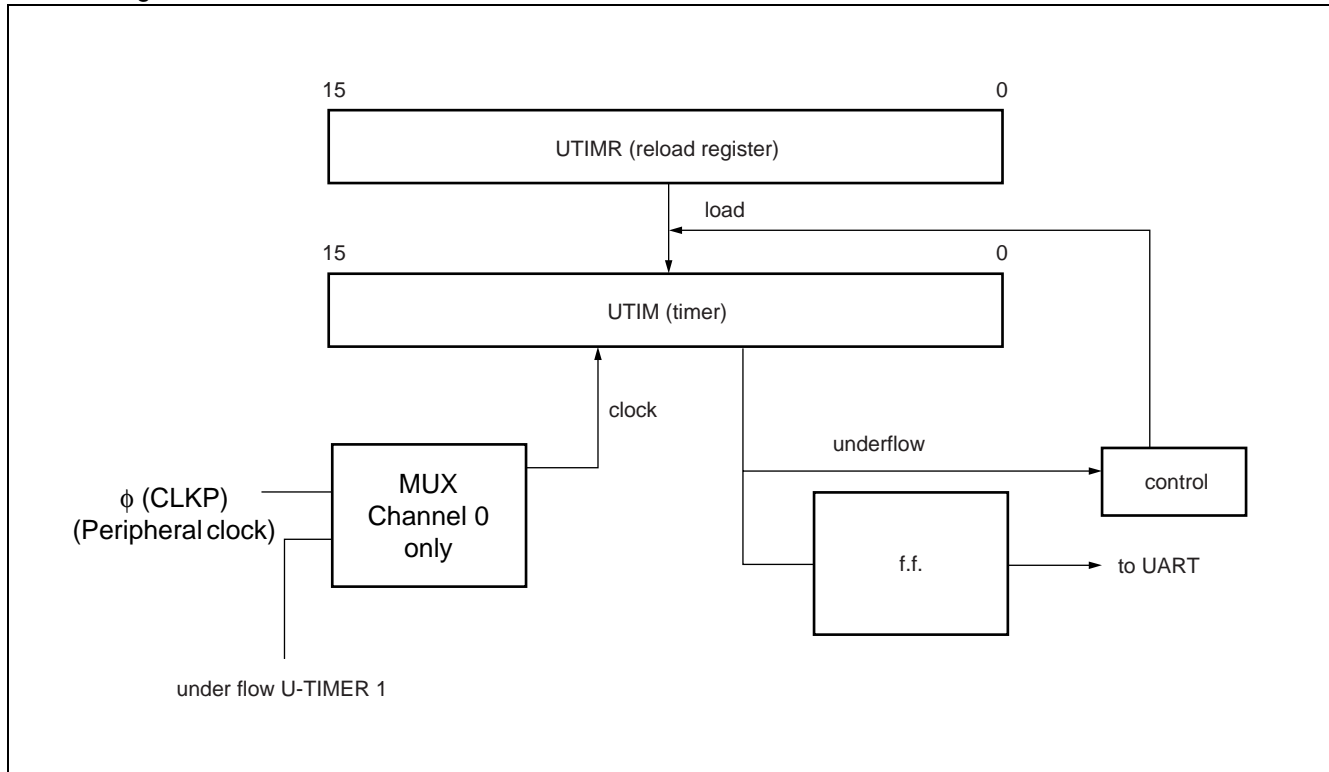 15 0
UTIMR (reload register)
load
15 0
UTIM (timer)
clock
underflow
control
MUX
Channel 0
only
ϕ (CLKP)
(Peripheral clock)
f.f.
to UART
under flow U-TIMER 1